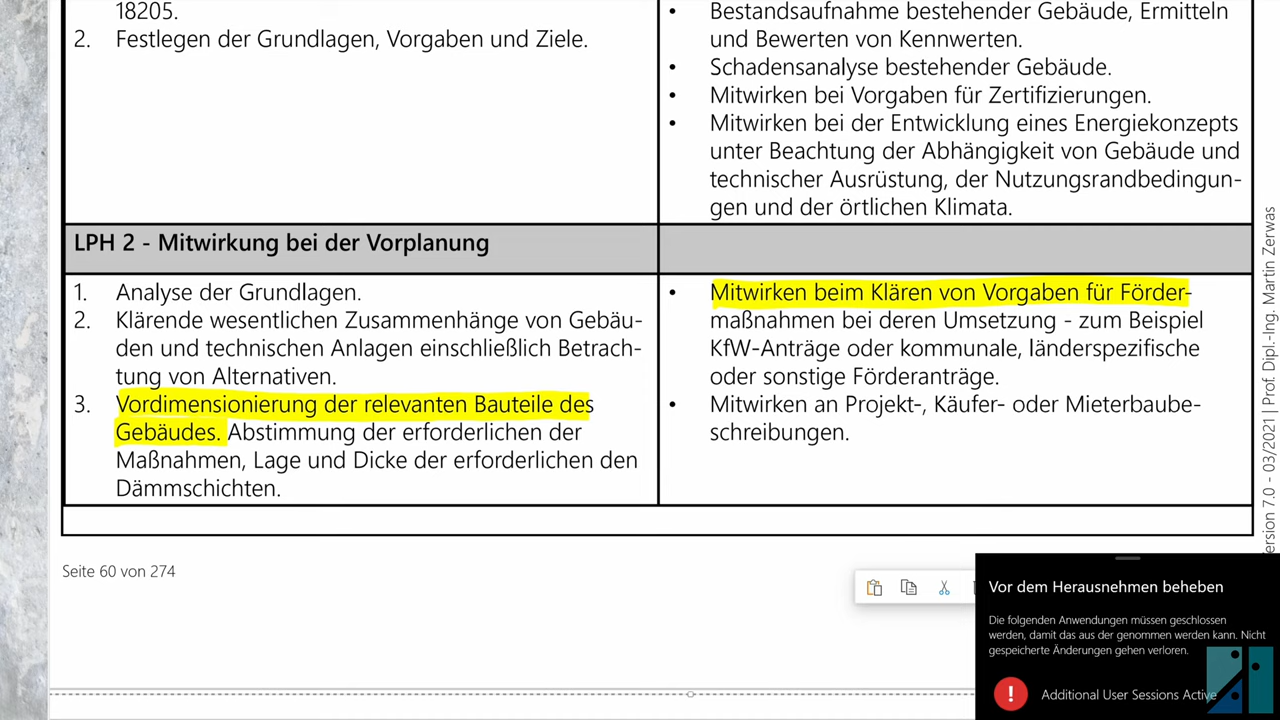 18205.
2. Festlegen der Grundlagen, Vorgaben und Ziele.
• Bestandsaufnahme bestehender Gebäude, Ermitteln
und Bewerten von Kennwerten.
• Schadensanalyse bestehender Gebäude.
• Mitwirken bei Vorgaben für Zertifizierungen.
• Mitwirken bei der Entwicklung eines Energiekonzepts
unter Beachtung der Abhängigkeit von Gebäude und
technischer Ausrüstung, der Nutzungsrandbedingun-
gen und der örtlichen Klimata.
LPH 2 - Mitwirkung bei der Vorplanung
1. Analyse der Grundlagen.
2. Klärende wesentlichen Zusammenhänge von Gebäu-
den und technischen Anlagen einschließlich Betrach-
tung von Alternativen.
3. Vordimensionierung der relevanten Bauteile des
Gebäudes. Abstimmung der erforderlichen der
Maßnahmen, Lage und Dicke der erforderlichen den
Dämmschichten.
• Mitwirken beim Klären von Vorgaben für Förder-
maßnahmen bei deren Umsetzung - zum Beispiel
KfW-Anträge oder kommunale, länderspezifische
oder sonstige Förderanträge.
• Mitwirken an Projekt-, Käufer- oder Mieterbaube-
schreibungen.
Seite 60 von 274
ersion 7.0 - 03/2021 | Prof. Dipl.-Ing. Martin Zerwas
Vor dem Herausnehmen beheben
Die folgenden Anwendungen müssen geschlossen
werden, damit das aus der genommen werden kann. Nicht
gespeicherte Änderungen gehen verloren.
Additional User Sessions Active